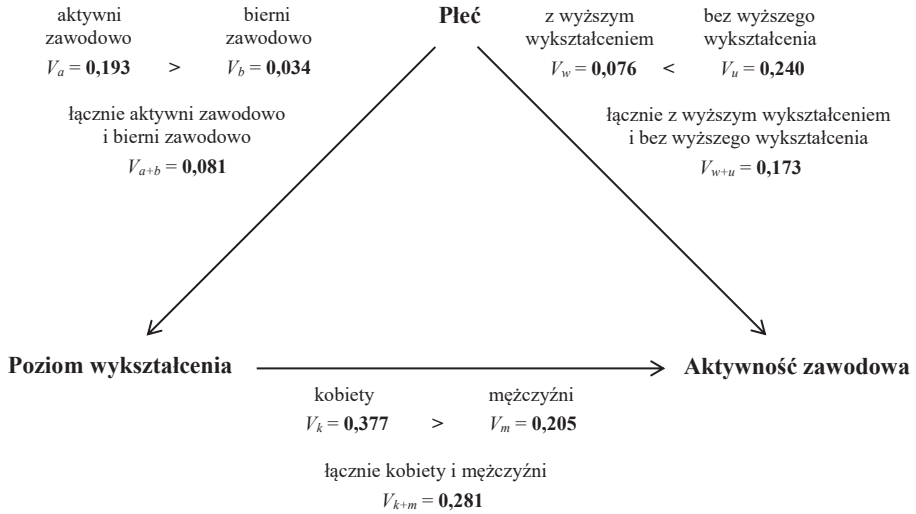 Płeć
aktywni
zawodowo
Va = 0,193
>
bierni
zawodowo
Vb = 0,034
łącznie aktywni zawodowo
i bierni zawodowo
Va+b = 0,081
z wyższym
wykształceniem
Vw = 0,076
<
bez wyższego
wykształcenia
Vu = 0,240
łącznie z wyższym wykształceniem
i bez wyższego wykształcenia
Vw+u = 0,173
Poziom wykształcenia
Aktywność zawodowa
kobiety
Vk = 0,377
>
mężczyźni
Vm = 0,205
łącznie kobiety i mężczyźni
Vk+m = 0,281